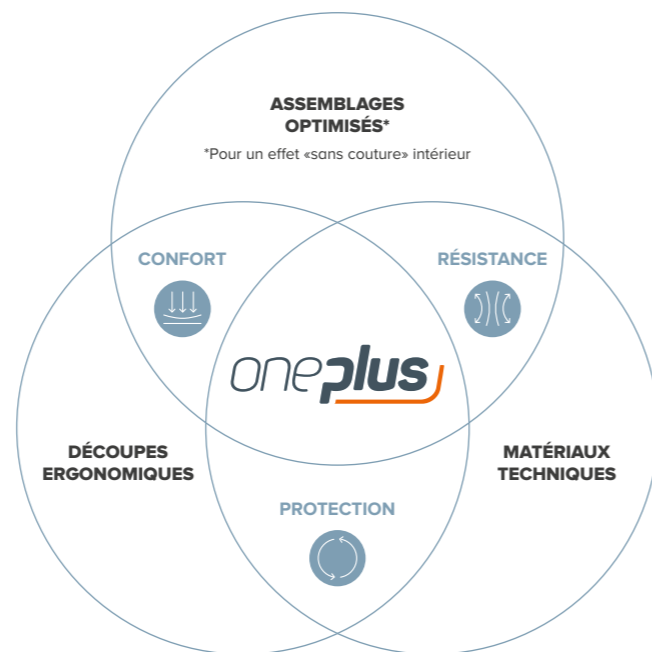 ASSEMBLAGES
OPTIMISÉS*
*Pour un effet «sans couture» intérieur
CONFORT
RÉSISTANCE
oneplus
DÉCOUPES
ERGONOMIQUES
MATÉRIAUX
TECHNIQUES
PROTECTION